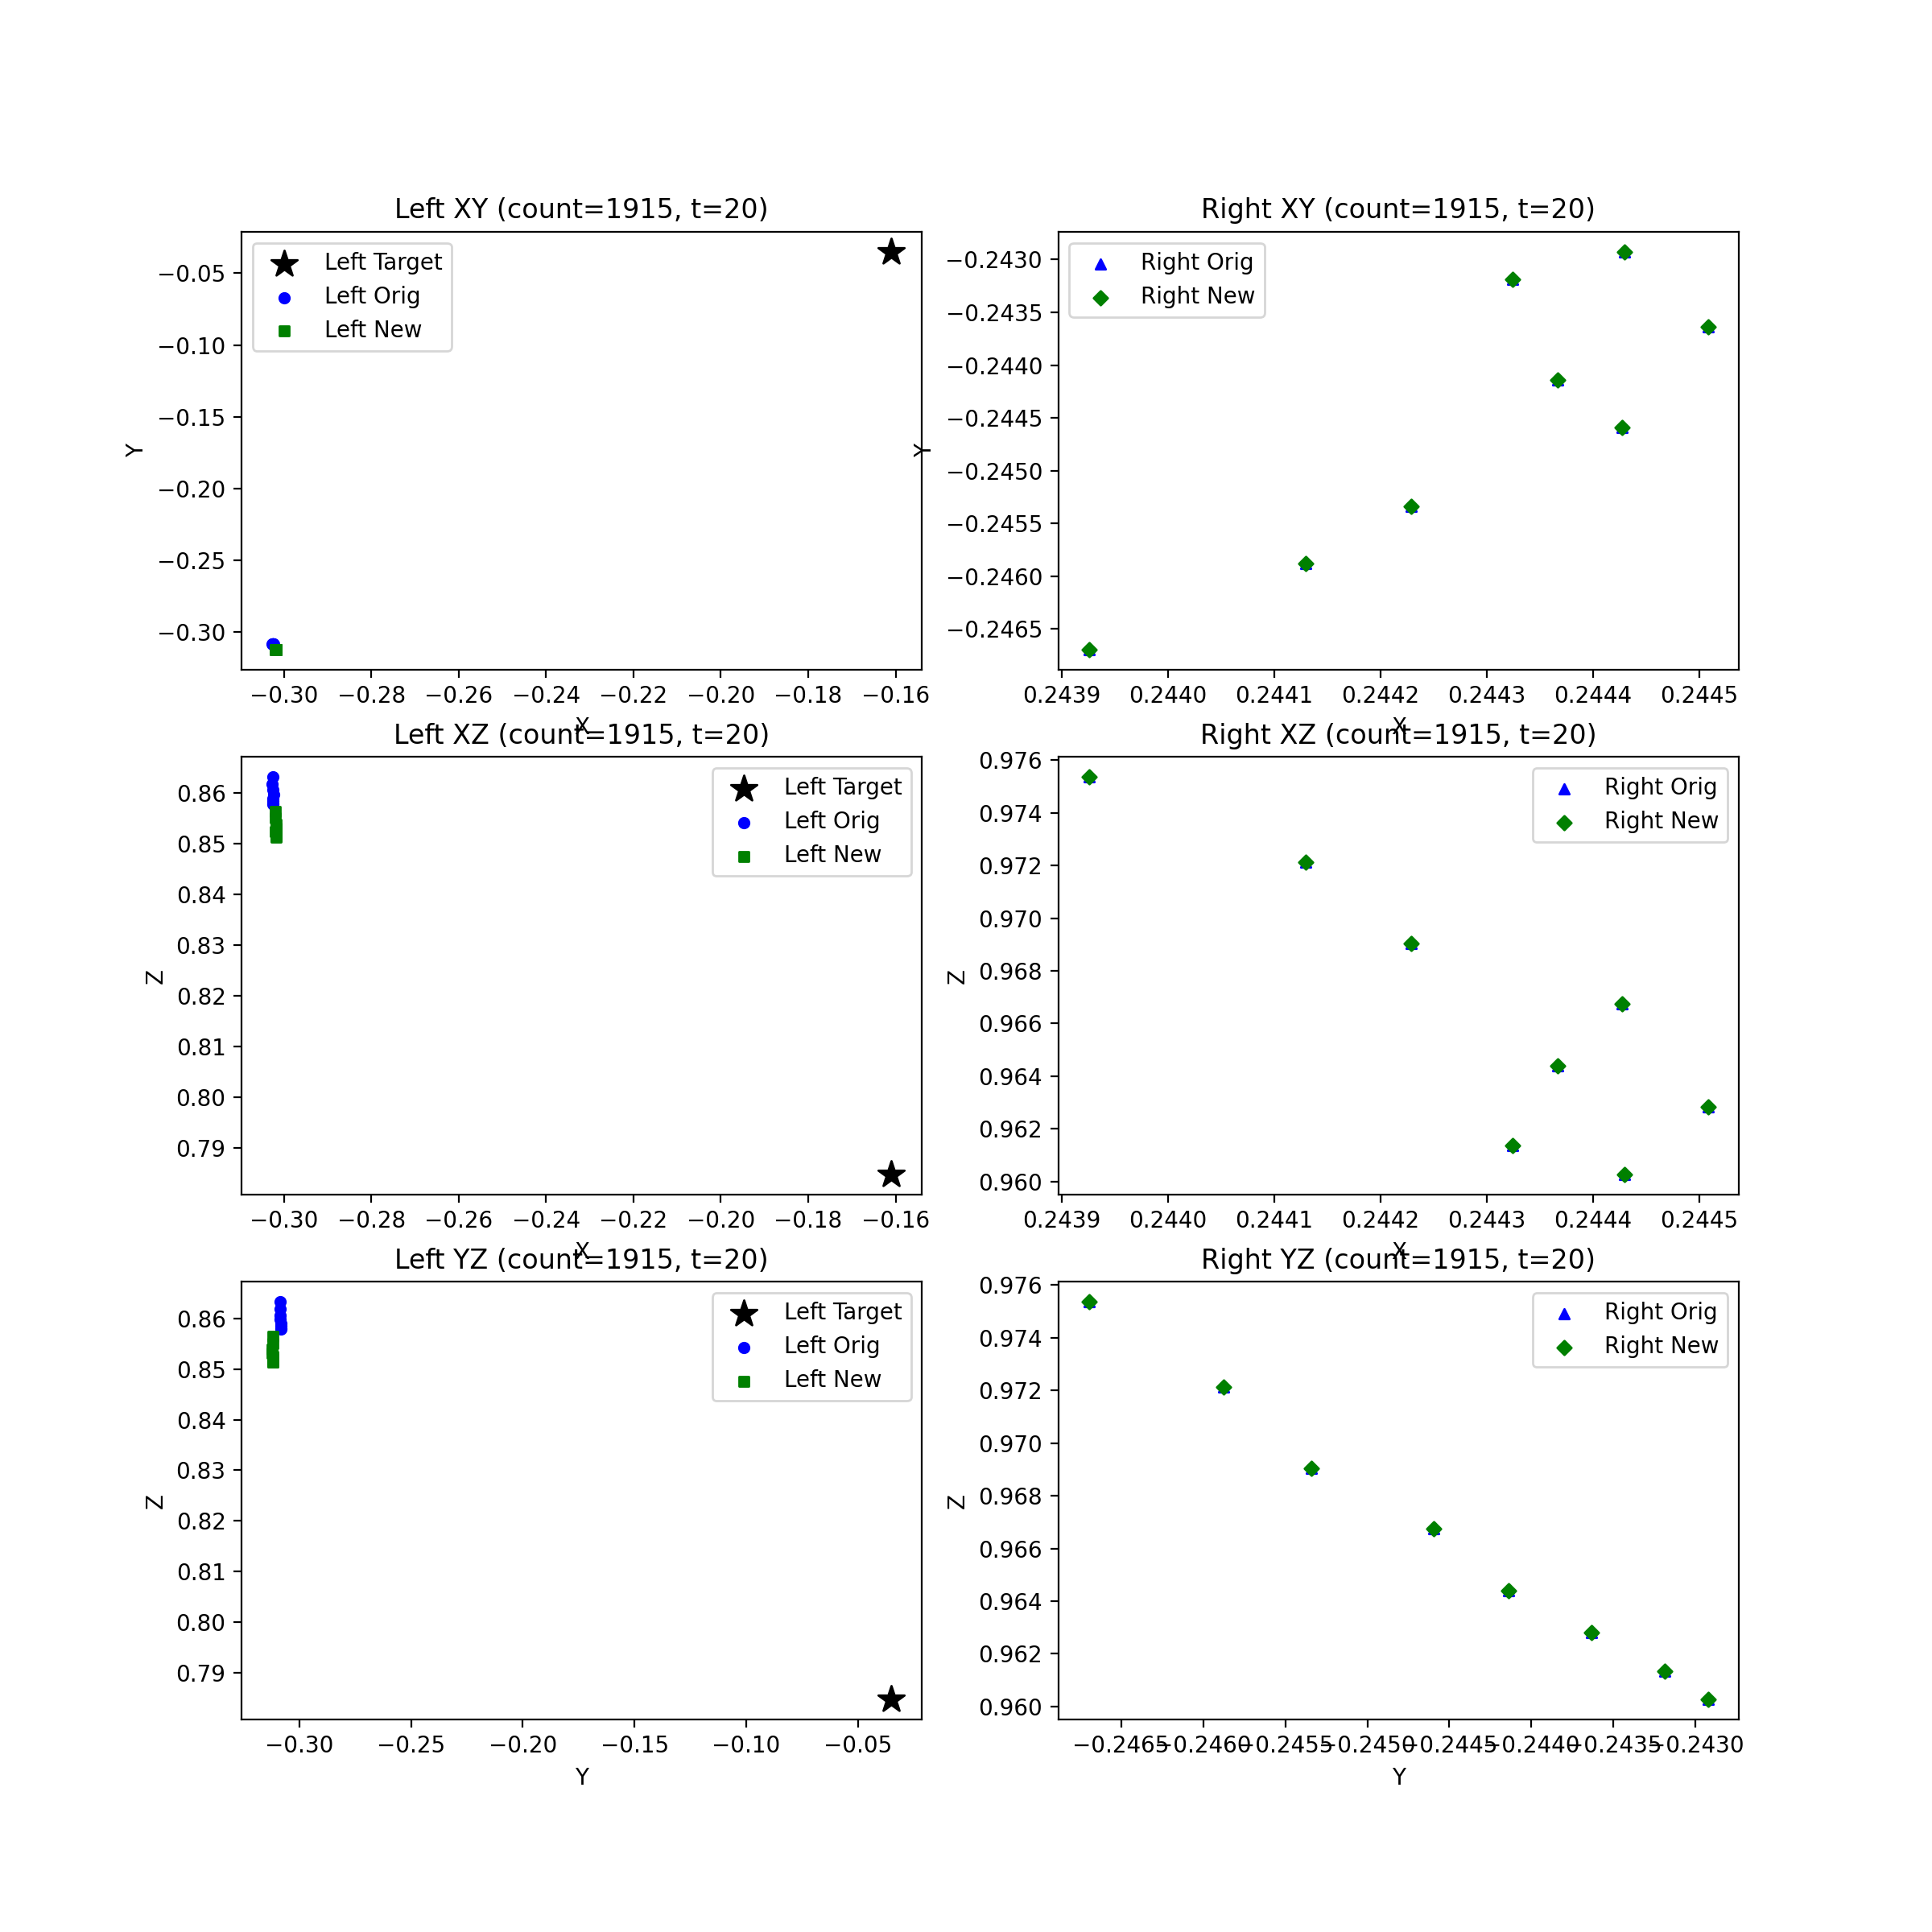 Left XY (count=1915, t=20)
Left Target
Left Orig
Left New
−0.05
−0.10
−0.15
−0.20
−0.25
−0.30
Y
−0.30 −0.28 −0.26 −0.24 −0.22 −0.20 −0.18 −0.16
X
Right XY (count=1915, t=20)
Right Orig
Right New
−0.2430
−0.2435
−0.2440
−0.2445
−0.2450
−0.2455
−0.2460
−0.2465
Y
0.2439 0.2440 0.2441 0.2442 0.2443 0.2444 0.2445
X
Left XZ (count=1915, t=20)
Left Target
Left Orig
Left New
0.86
0.85
0.84
0.83
0.82
0.81
0.80
0.79
Z
−0.30 −0.28 −0.26 −0.24 −0.22 −0.20 −0.18 −0.16
X
Right XZ (count=1915, t=20)
Right Orig
Right New
0.976
0.974
0.972
0.970
0.968
0.966
0.964
0.962
0.960
Z
0.2439 0.2440 0.2441 0.2442 0.2443 0.2444 0.2445
X
Left YZ (count=1915, t=20)
Left Target
Left Orig
Left New
0.86
0.85
0.84
0.83
0.82
0.81
0.80
0.79
Z
−0.30 −0.25 −0.20 −0.15 −0.10 −0.05
Y
Right YZ (count=1915, t=20)
Right Orig
Right New
0.976
0.974
0.972
0.970
0.968
0.966
0.964
0.962
0.960
Z
−0.2465 −0.2460 −0.2455 −0.2450 −0.2445 −0.2440 −0.2435 −0.2430
Y